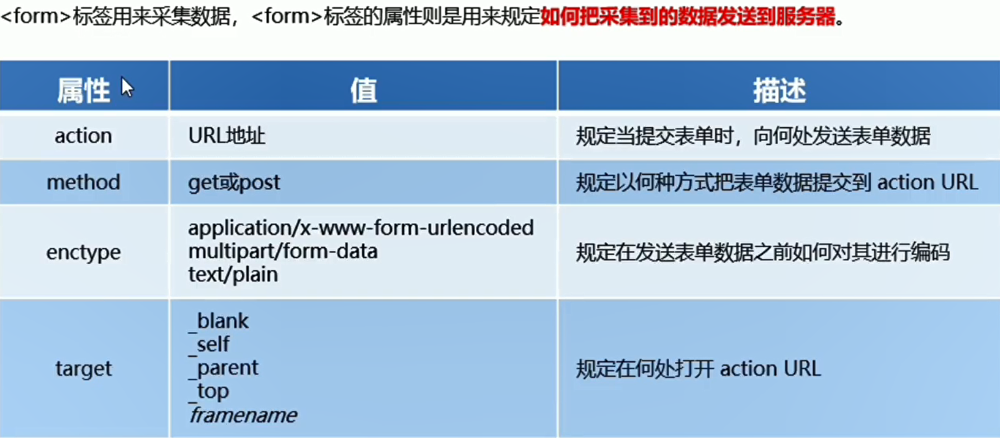 <form>标签用来采集数据，<form>标签的属性则是用来规定如何把采集到的数据发送到服务器。
属性 值 描述
action URL地址 规定当提交表单时，向何处发送表单数据
method get或post 规定以何种方式把表单数据提交到 action URL
enctype
application/x-www-form-urlencoded
multipart/form-data
text/plain
规定在发送表单数据之前如何对其进行编码
target
_blank
_self
_parent
_top
framename
规定在何处打开 action URL